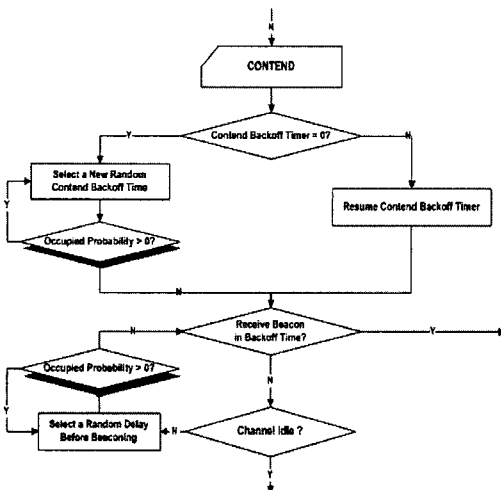 N
CONTEND
Contend Backoff Timer = 0?
Y
N
Select a New Random
Contend Backoff Time
Resume Contend Backoff Timer
Y
Occupied Probability > 0?
N
Receive Beacon
in Backoff Time?
N
Y
Occupied Probability > 0?
N
Y
Select a Random Delay
Before Beaconing
N
Channel Idle ?
Y